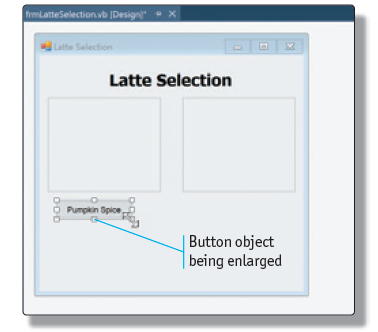 frmLatteSelection.vb [Design]*
Latte Selection
Latte Selection
Pumpkin Spice
Button object
being enlarged